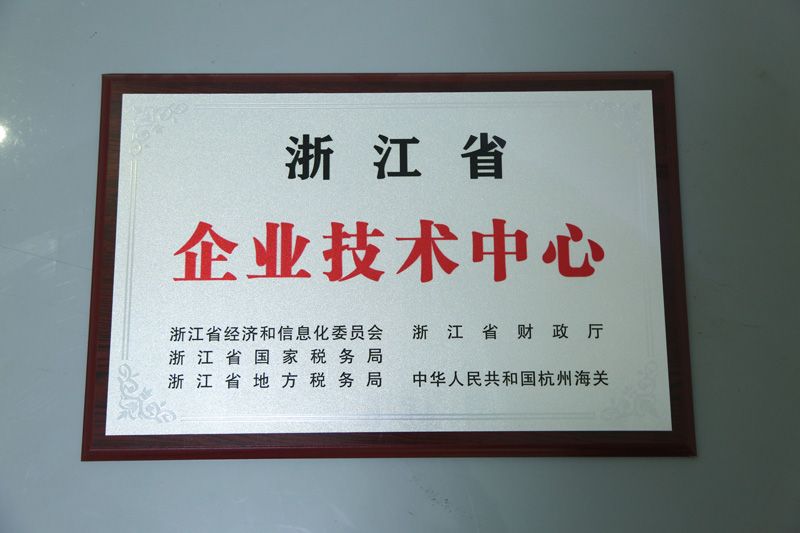 浙江省
企业技术中心
浙江省经济和信息化委员会 浙江省财政厅
浙江省国家税务局
浙江省地方税务局 中华人民共和国杭州海关